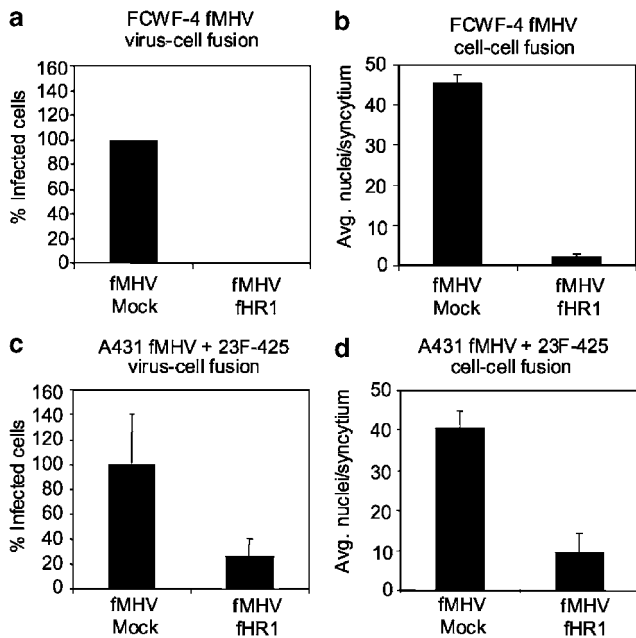 a
FCWF-4 fMHV
virus-cell fusion
% Infected cells
160
140
120
100
80
60
40
20
0
fMHV
Mock
fMHV
fHR1
b
FCWF-4 fMHV
cell-cell fusion
Avg. nuclei/syncytium
50
40
30
20
10
0
fMHV
Mock
fMHV
fHR1
c
A431 fMHV + 23F-425
virus-cell fusion
% Infected cells
160
140
120
100
80
60
40
20
0
fMHV
Mock
fMHV
fHR1
d
A431 fMHV + 23F-425
cell-cell fusion
Avg. nuclei/syncytium
50
40
30
20
10
0
fMHV
Mock
fMHV
fHR1